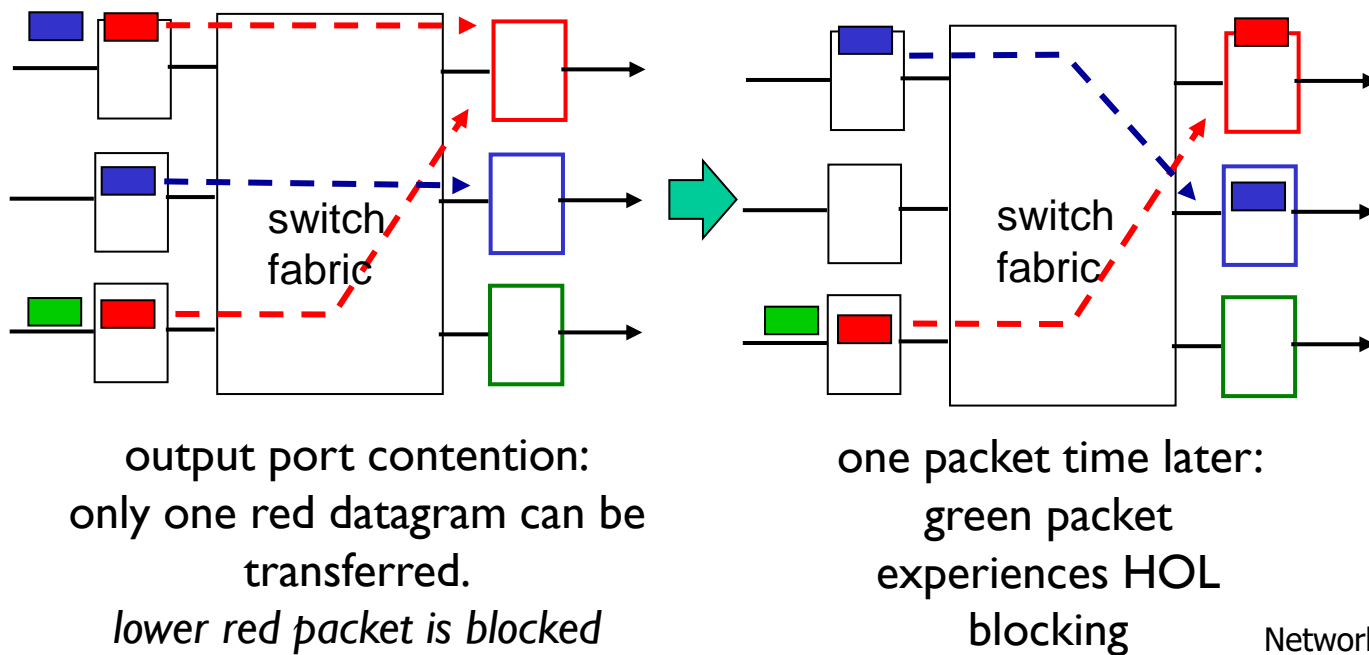 switch
fabric
switch
fabric
output port contention:
only one red datagram can be
transferred.
lower red packet is blocked
one packet time later:
green packet
experiences HOL
blocking
Network